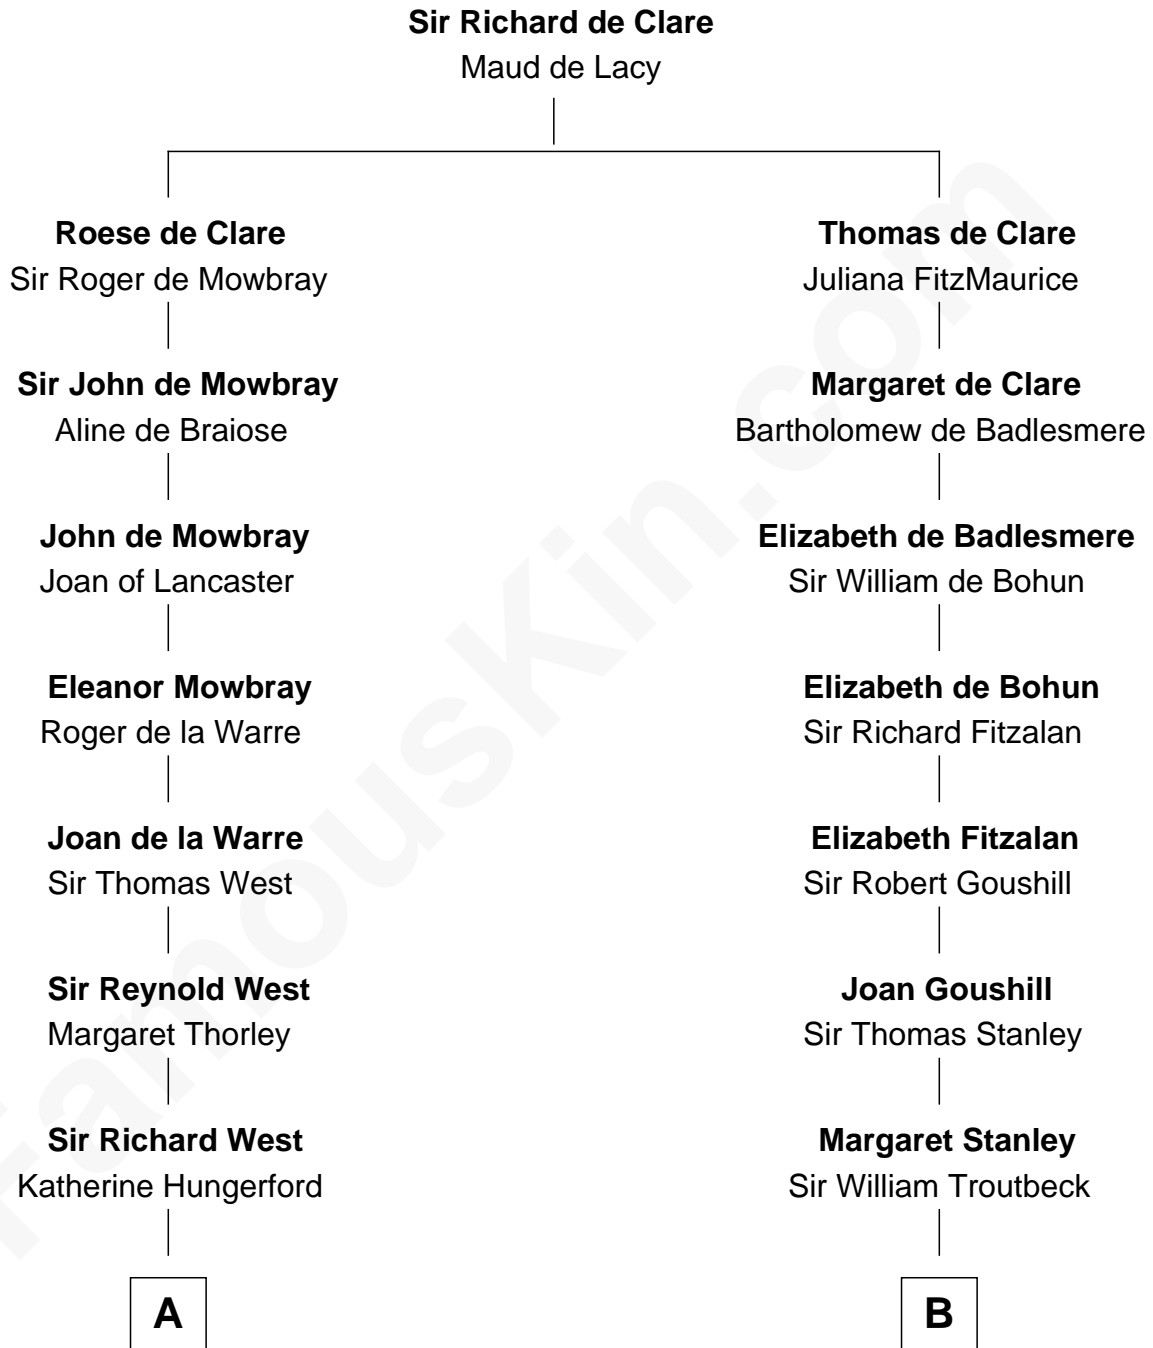 Sir Richard de Clare
Maud de Lacy
Roese de Clare
Sir Roger de Mowbray
Thomas de Clare
Juliana FitzMaurice
Sir John de Mowbray
Aline de Braiose
Margaret de Clare
Bartholomew de Badlesmere
John de Mowbray
Joan of Lancaster
Elizabeth de Badlesmere
Sir William de Bohun
Eleanor Mowbray
Roger de la Warre
Elizabeth de Bohun
Sir Richard Fitzalan
Joan de la Warre
Sir Thomas West
Elizabeth Fitzalan
Sir Robert Goushill
Sir Reynold West
Margaret Thorley
Joan Goushill
Sir Thomas Stanley
Sir Richard West
Katherine Hungerford
Margaret Stanley
Sir William Troutbeck
A
B
FamousKin.com